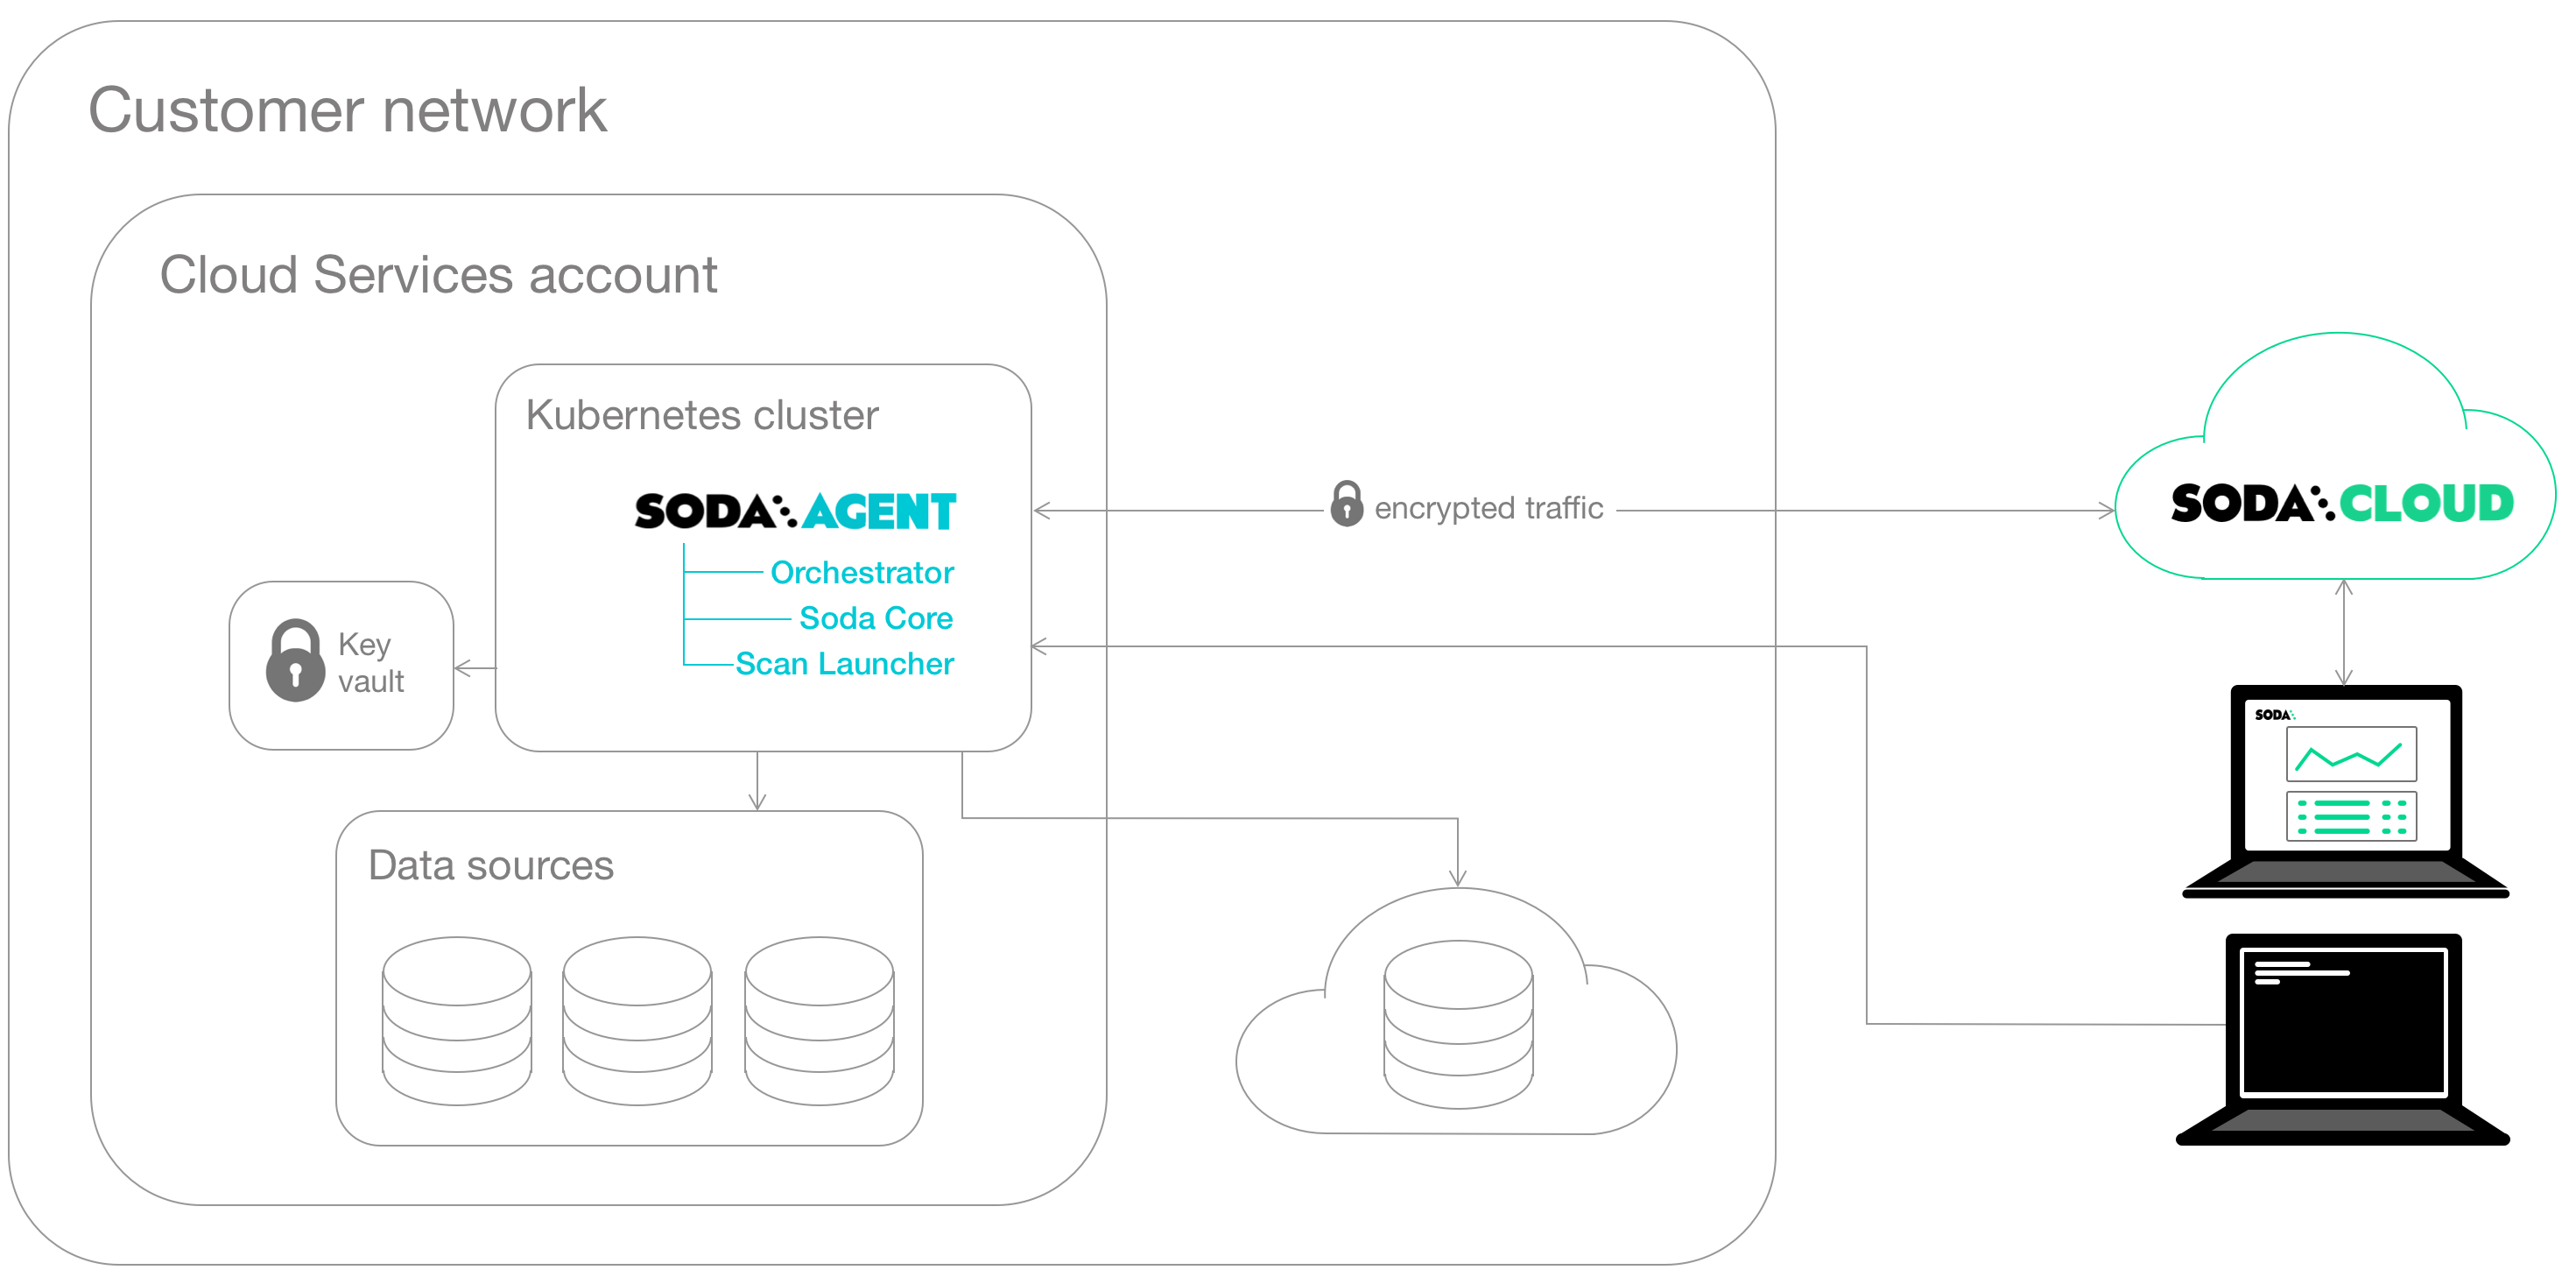 Customer network
Cloud Services account
Kubernetes cluster
SODA AGENT
Orchestrator
Soda Core
Scan Launcher
encrypted traffic
SODA CLOUD
Key
vault
SODA
Data sources